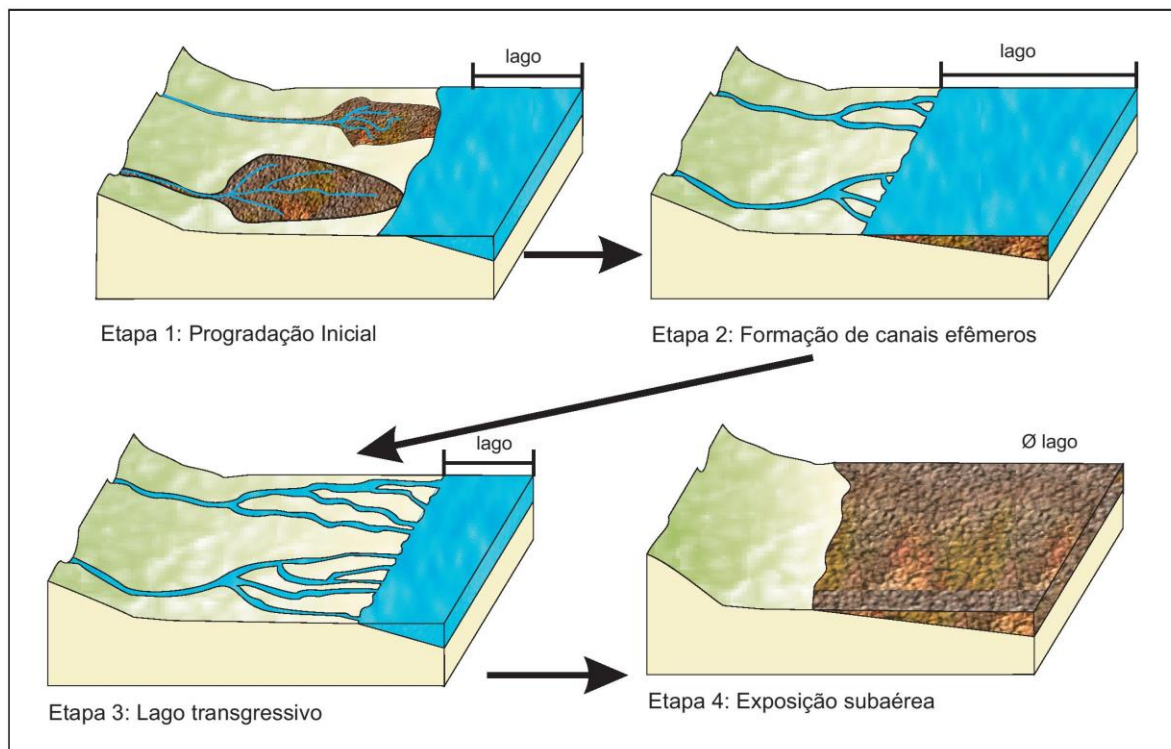 lago
lago
Etapa 1: Progradação Inicial
Etapa 2: Formação de canais efêmeros
lago
Ø lago
Etapa 3: Lago transgressivo
Etapa 4: Exposição subaérea